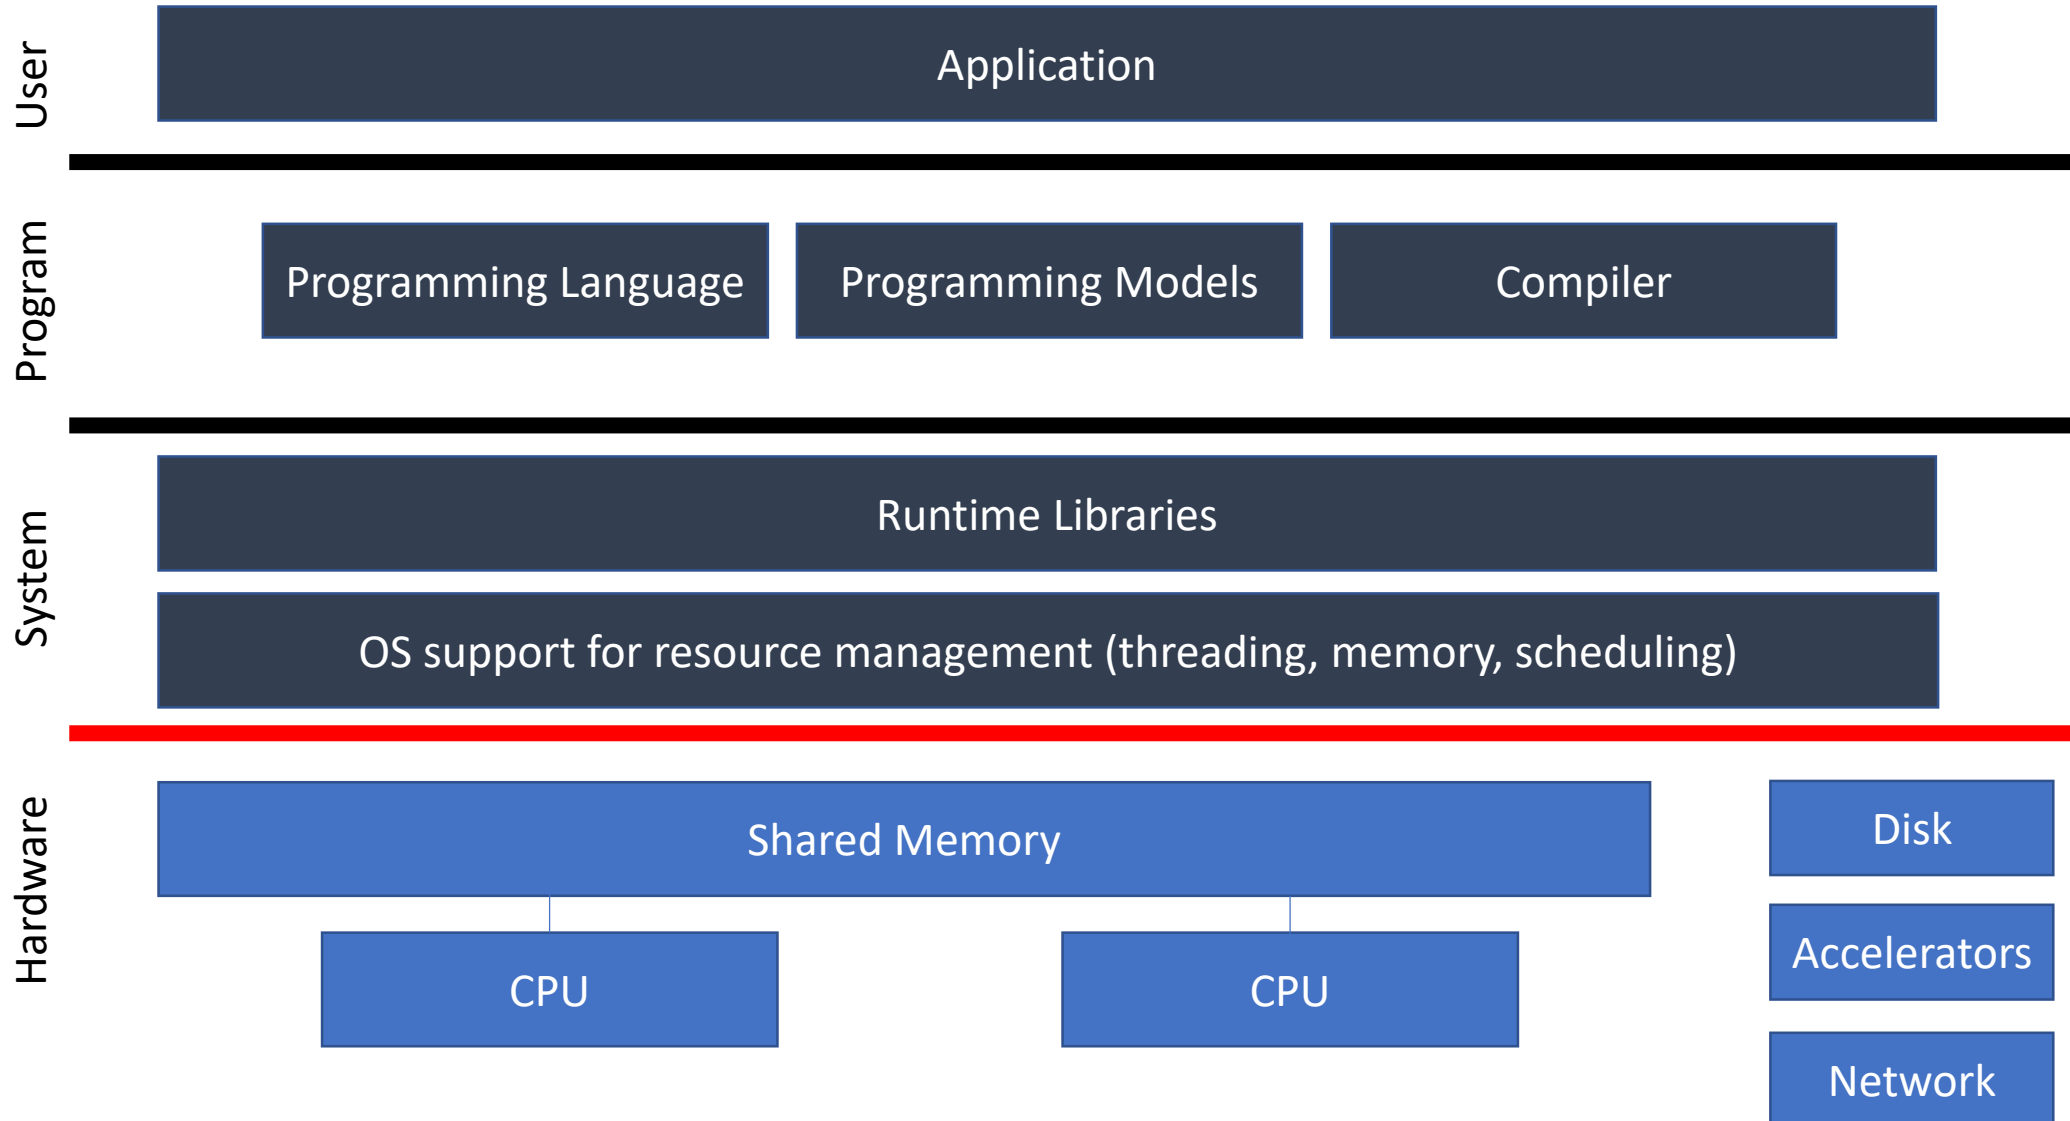 User
Application
Program
Programming Language
Programming Models
Compiler
System
Runtime Libraries
OS support for resource management (threading, memory, scheduling)
Hardware
Shared Memory
CPU
CPU
Disk
Accelerators
Network